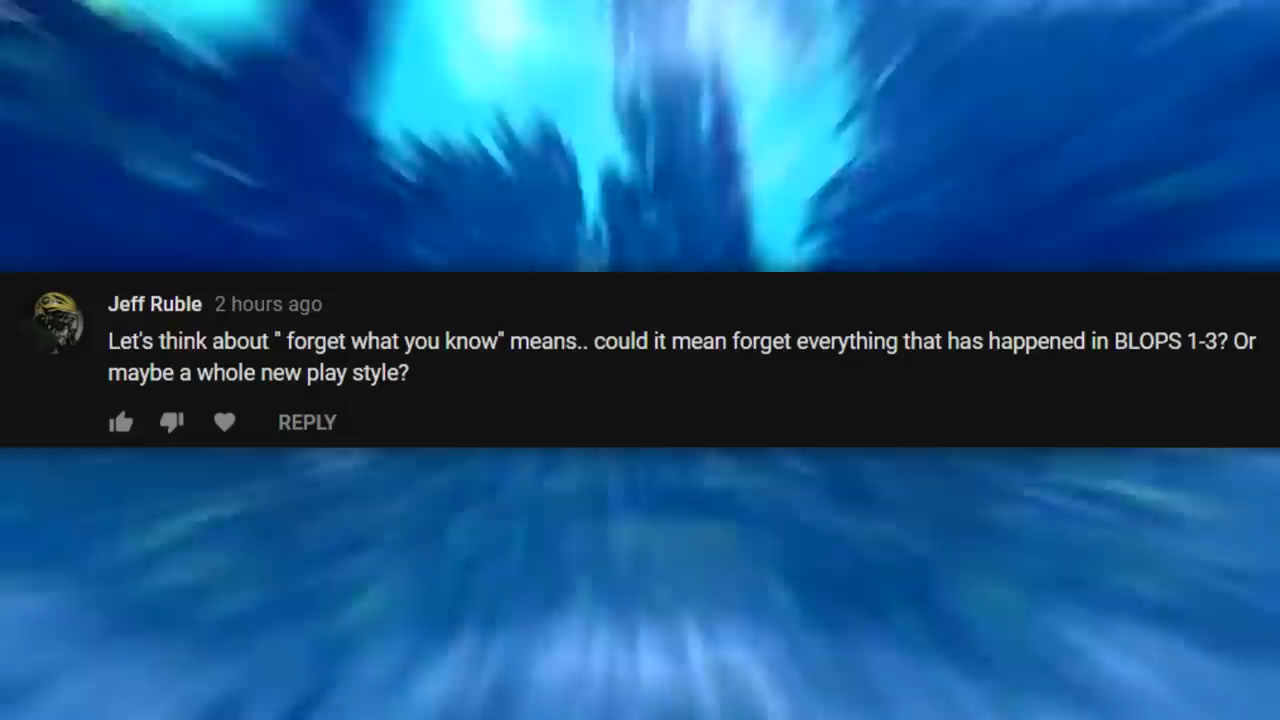 Jeff Ruble 2 hours ago
Let's think about " forget what you know" means.. could it mean forget everything that has happened in BLOPS 1-3? Or
maybe a whole new play style?
REPLY